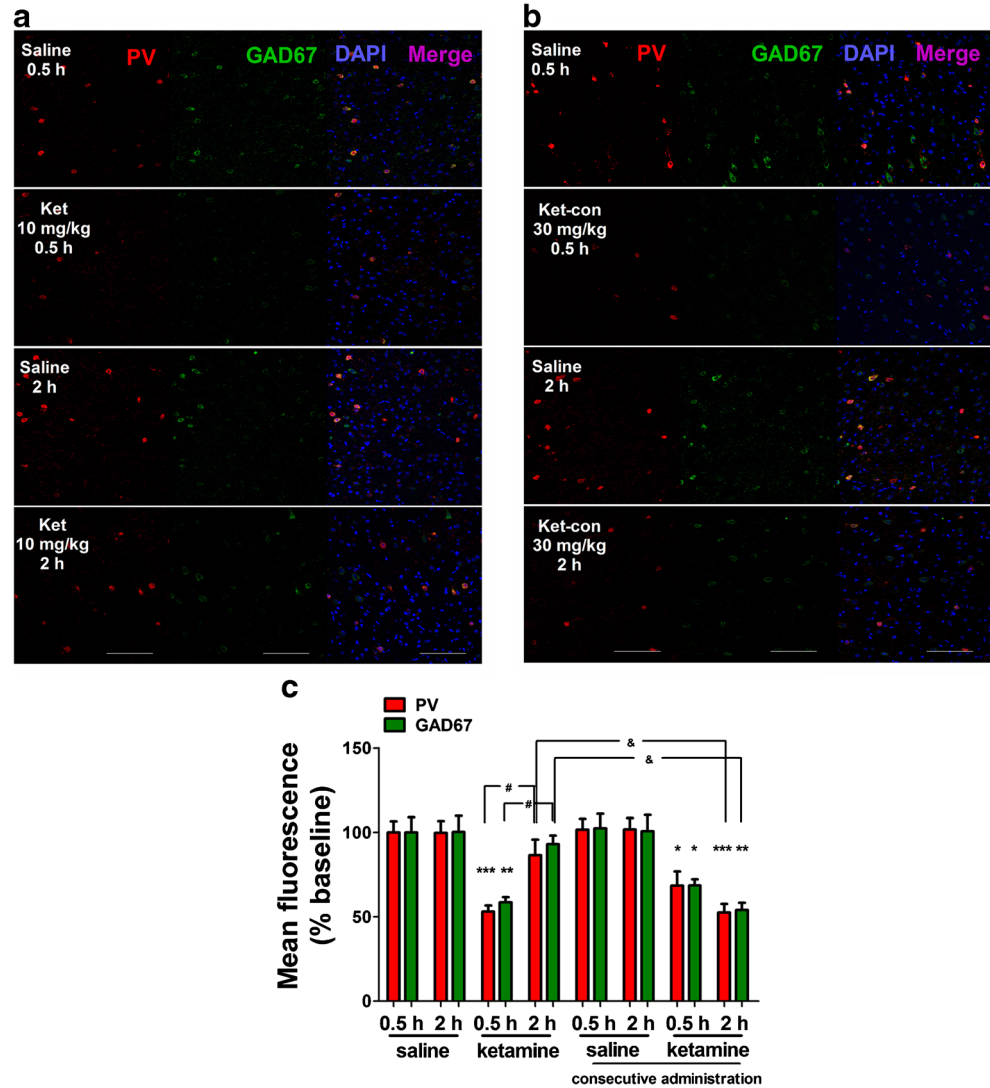 a
Saline
0.5 h
PV
GAD67
DAPI
Merge
Ket
10 mg/kg
0.5 h
Saline
2 h
Ket
10 mg/kg
2 h
b
Saline
0.5 h
PV
GAD67
DAPI
Merge
Ket-con
30 mg/kg
0.5 h
Saline
2 h
Ket-con
30 mg/kg
2 h
c
PV
GAD67
Mean fluorescence
(% baseline)
150
100
50
0
&
&
#
#
*** **
* * *** **
0.5 h 2 h 0.5 h 2 h 0.5 h 2 h 0.5 h 2 h
saline ketamine saline ketamine
consecutive administration